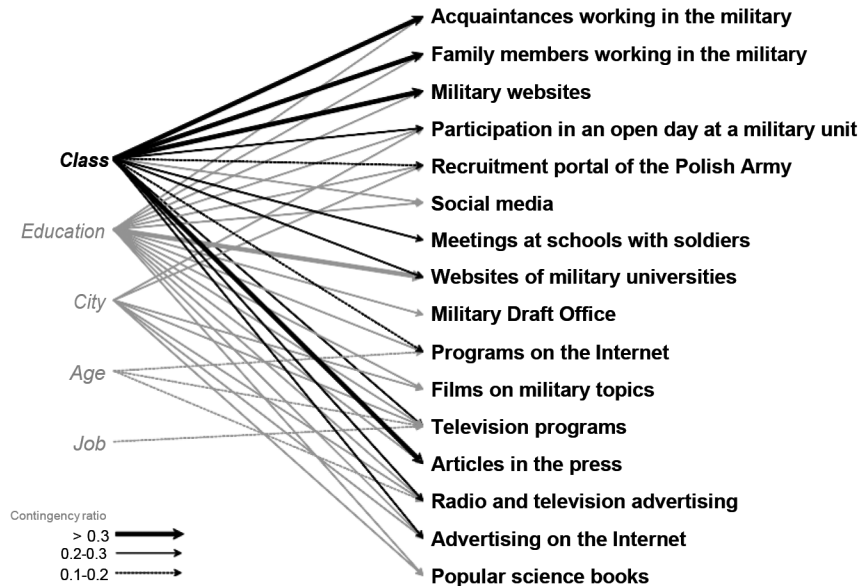 Acquaintances working in the military
Family members working in the military
Military websites
Participation in an open day at a military unit
Class
Recruitment portal of the Polish Army
Social media
Education
Meetings at schools with soldiers
Websites of military universities
City
Military Draft Office
Programs on the Internet
Age
Films on military topics
Television programs
Job
Articles in the press
Radio and television advertising
Contingency ratio
> 0.3
Advertising on the Internet
0.2-0.3
0.1-0.2
Popular science books